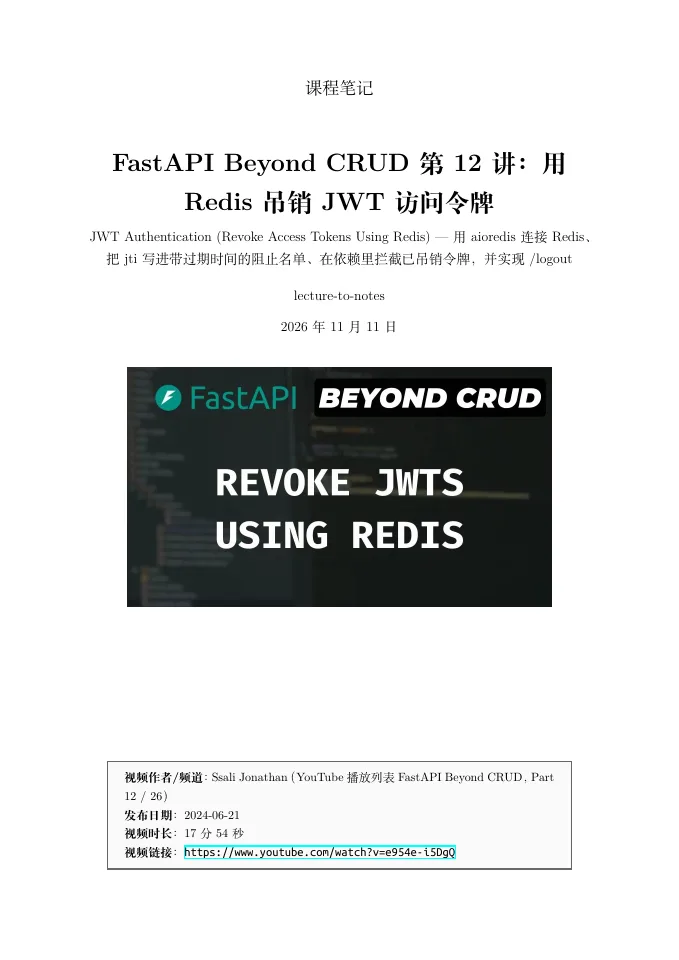 课程笔记
FastAPI Beyond CRUD 第 12 讲：用
Redis 吊销 JWT 访问令牌
JWT Authentication (Revoke Access Tokens Using Redis) — 用 aioredis 连接 Redis、
把 jti 写进带过期时间的阻止名单、在依赖里拦截已吊销令牌，并实现 /logout
lecture-to-notes
2026 年 11 月 11 日
FastAPI BEYOND CRUD
REVOKE JWTS
USING REDIS
视频作者/频道：Ssali Jonathan（YouTube 播放列表 FastAPI Beyond CRUD，Part
12 / 26）
发布日期：2024-06-21
视频时长：17 分 54 秒
视频链接：https://www.youtube.com/watch?v=e954e-i5DgQ